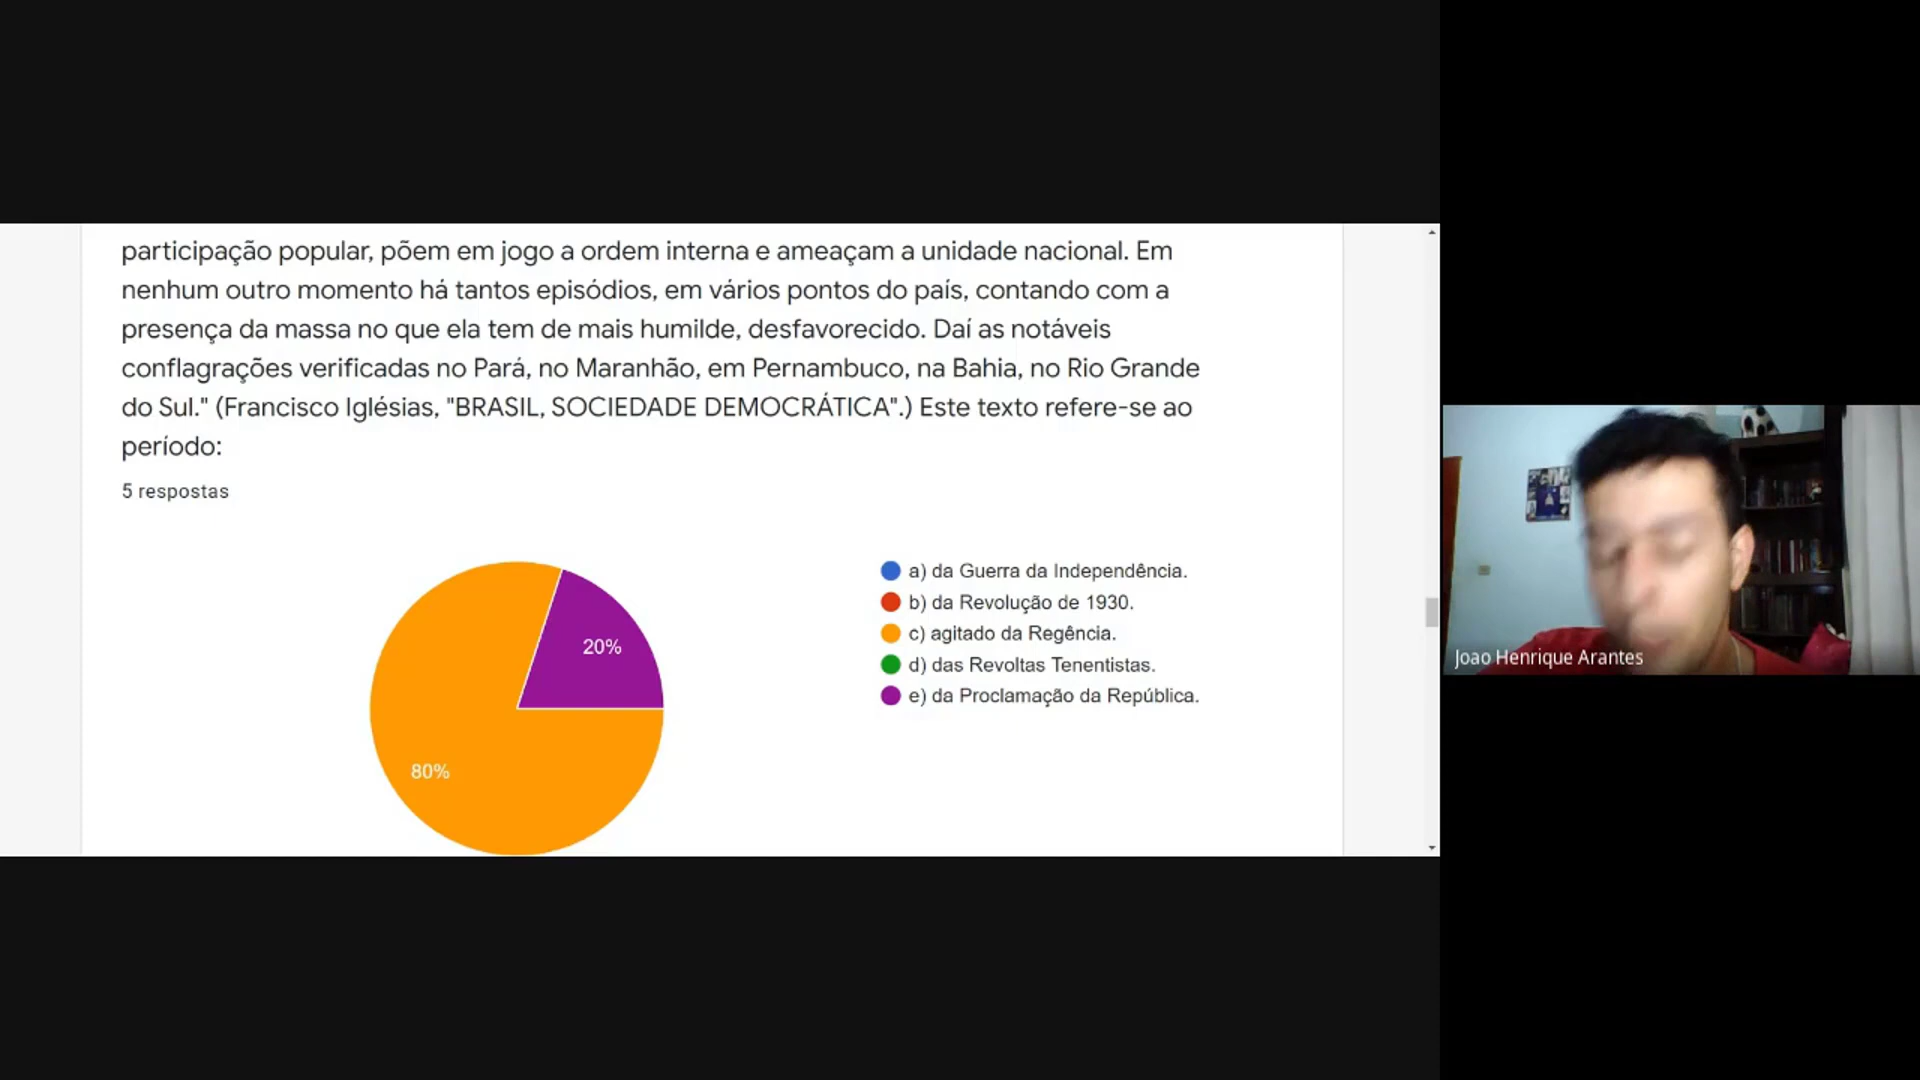 participação popular, põem em jogo a ordem interna e ameaçam a unidade nacional. Em
nenhum outro momento há tantos episódios, em vários pontos do país, contando com a
presença da massa no que ela tem de mais humilde, desfavorecido. Daí as notáveis
conflagrações verificadas no Pará, no Maranhão, em Pernambuco, na Bahia, no Rio Grande
do Sul." (Francisco Iglésias, "BRASIL, SOCIEDADE DEMOCRÁTICA".) Este texto refere-se ao
período:
5 respostas
a) da Guerra da Independência.
b) da Revolução de 1930.
c) agitado da Regência.
d) das Revoltas Tenentistas.
e) da Proclamação da República.
20%
80%
Joao Henrique Arantes